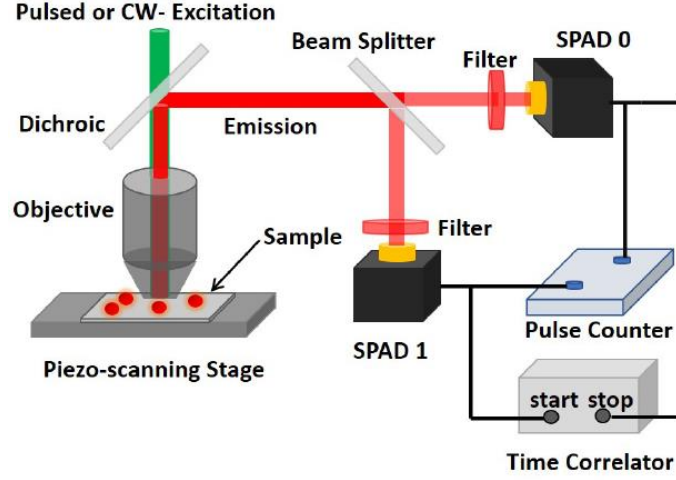 Pulsed or CW- Excitation
Beam Splitter
SPAD 0
Filter
Dichroic
Emission
Objective
Sample
Filter
Pulse Counter
SPAD 1
Piezo-scanning Stage
start stop
Time Correlator